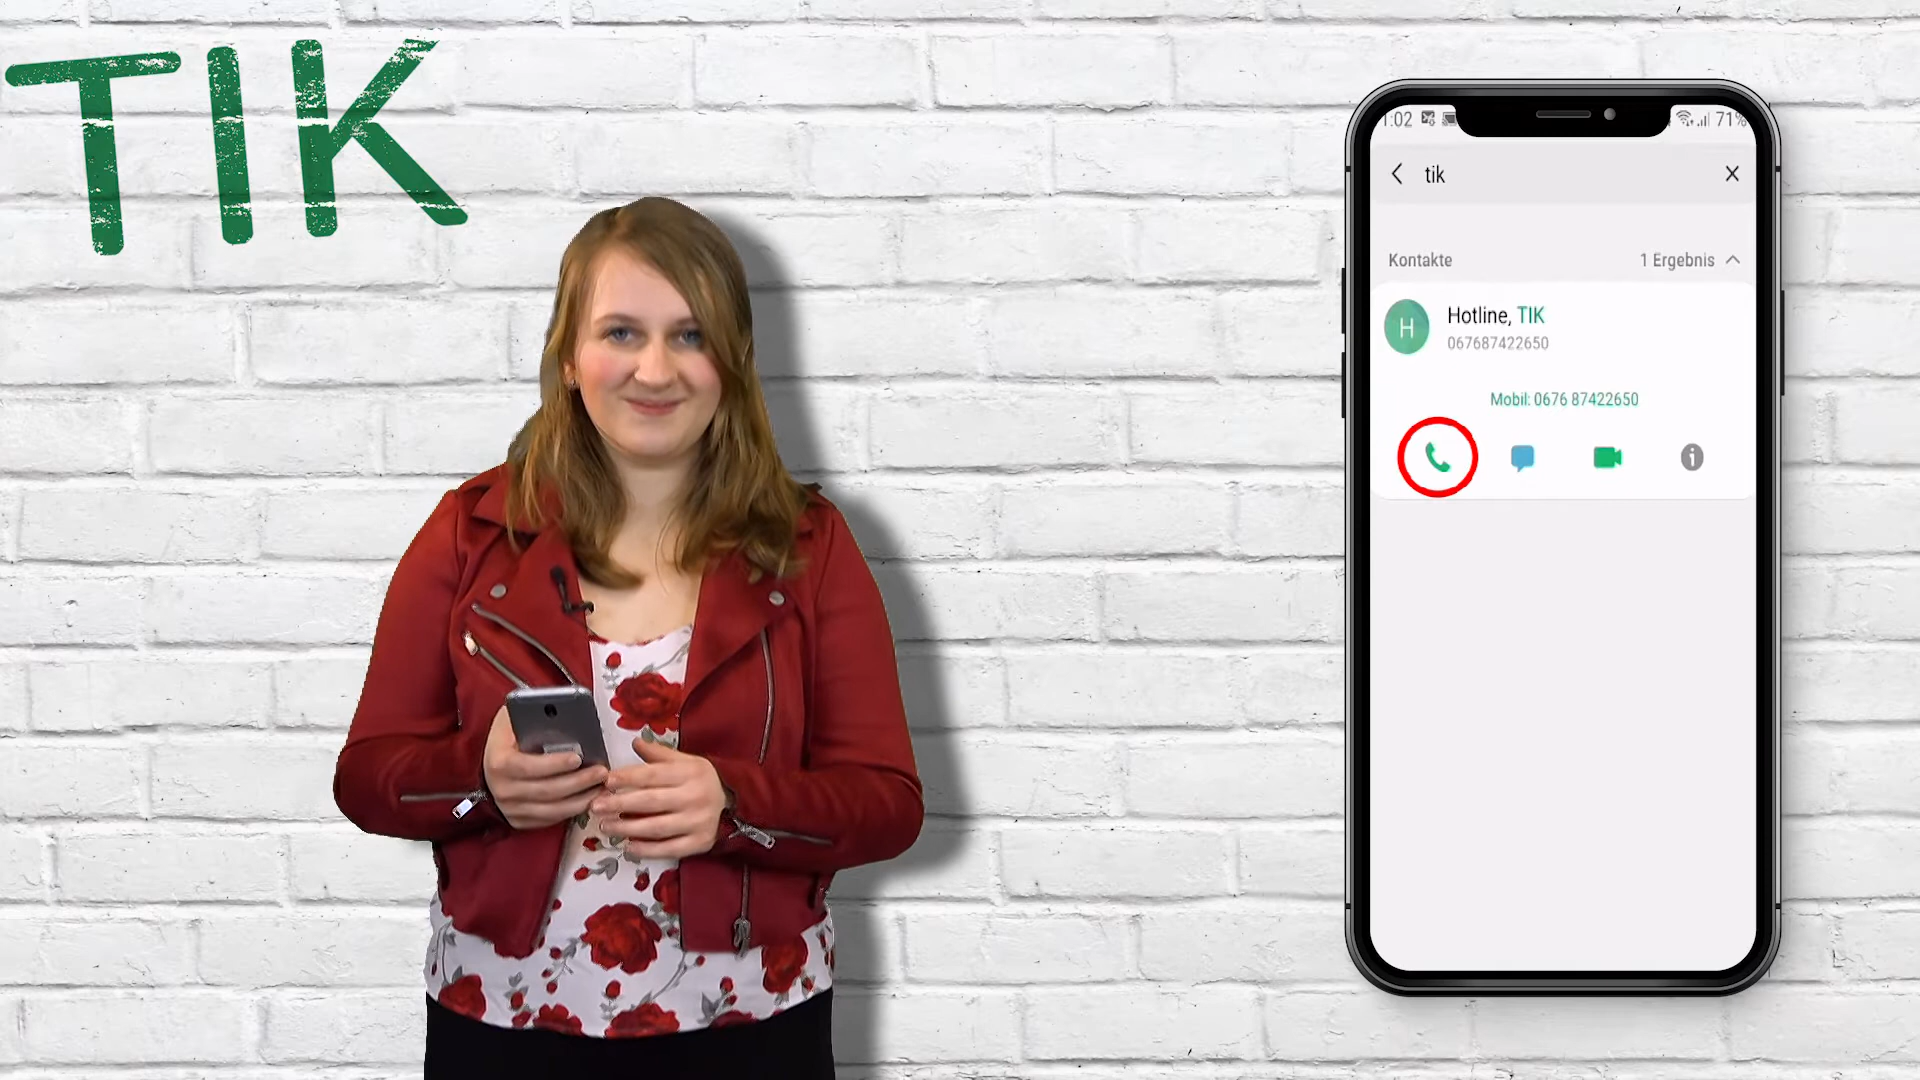 TIK
1:02
71%
tik
Kontakte
1 Ergebnis
H
Hotline, TIK
067687422650
Mobil: 0676 87422650